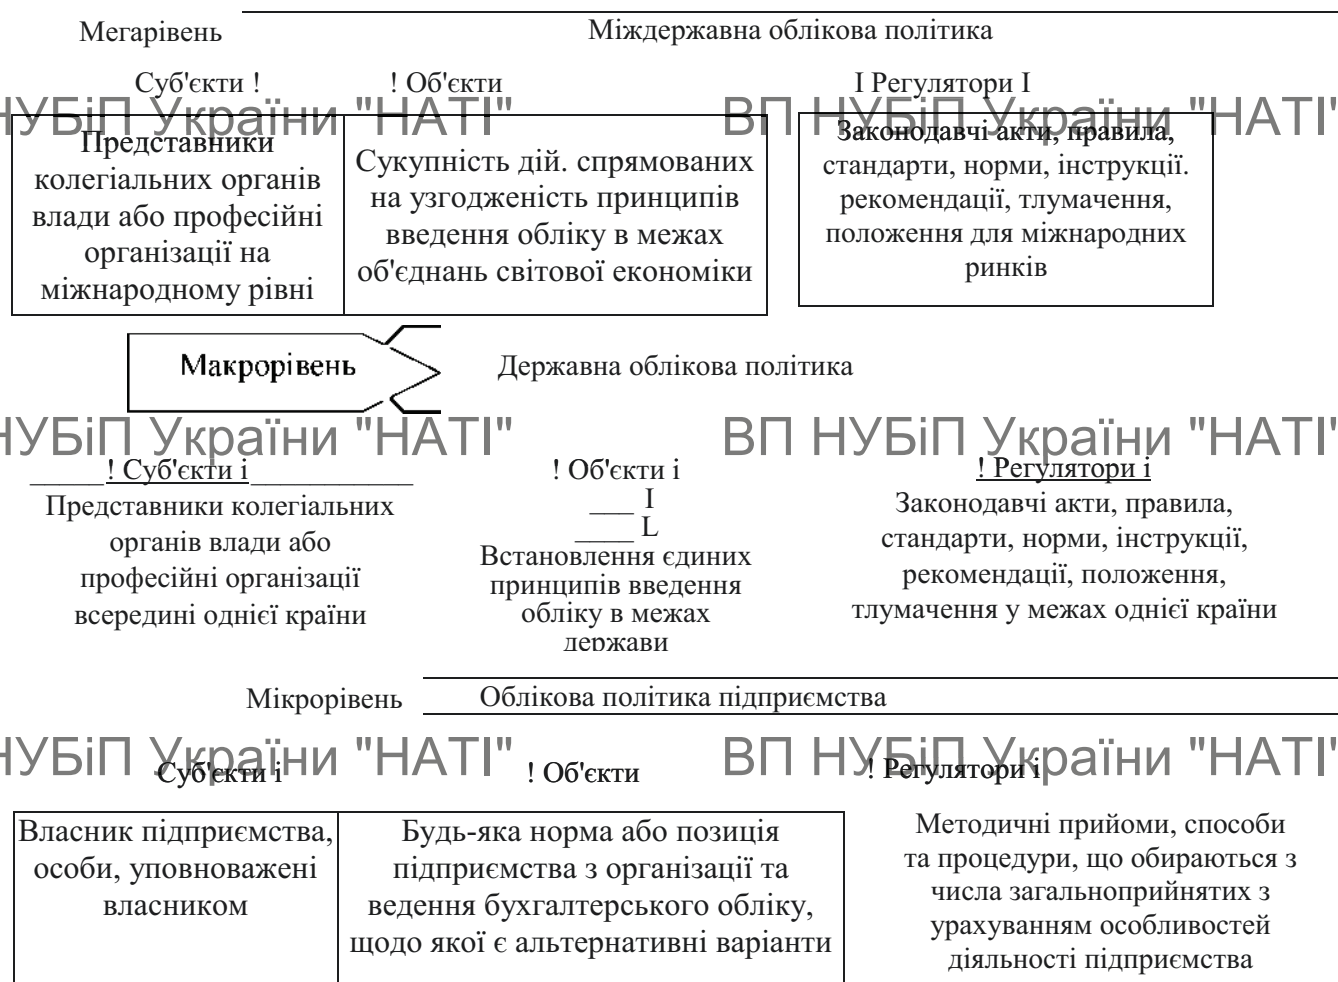 Мегарівень
Міждержавна облікова політика
Суб'єкти !
! Об'єкти
І Регулятори І
НУБіП України "НАТІ"
ВП НУБіП України "НАТІ"
Представники
колегіальних органів
влади або професійні
організації на
міжнародному рівні
Сукупність дій. спрямованих
на узгодженість принципів
введення обліку в межах
об'єднань світової економіки
Законодавчі акти, правила,
стандарти, норми, інструкції.
рекомендації, тлумачення,
положення для міжнародних
ринків
Макрорівень
Державна облікова політика
НУБіП України "НАТІ"
ВП НУБіП України "НАТІ"
_____! Суб'єкти і___________
Представники колегіальних
органів влади або
професійні організації
всередині однієї країни
! Об'єкти і
___ I
____ L
Встановлення єдиних
принципів введення
обліку в межах
держави
! Регулятори і
Законодавчі акти, правила,
стандарти, норми, інструкції,
рекомендації, положення,
тлумачення у межах однієї країни
Мікрорівень
Облікова політика підприємства
НУБіП України "НАТІ"
ВП НУБіП України "НАТІ"
Суб'єкти і
! Об'єкти
! Регулятори і
Власник підприємства,
особи, уповноважені
власником
Будь-яка норма або позиція
підприємства з організації та
ведення бухгалтерського обліку,
щодо якої є альтернативні варіанти
Методичні прийоми, способи
та процедури, що обираються з
числа загальноприйнятих з
урахуванням особливостей
діяльності підприємства